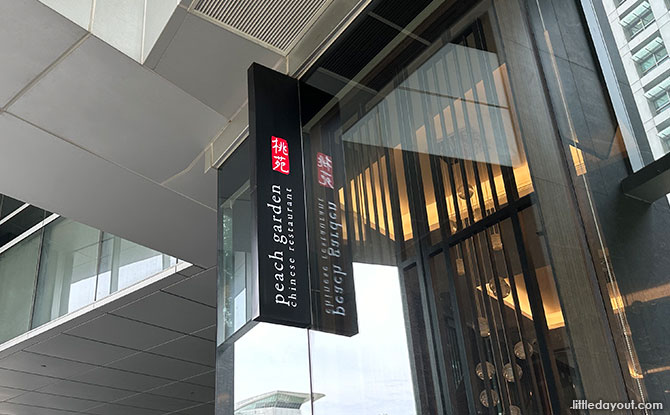 桃苑
peach garden
chinese restaurant
littledayout.com